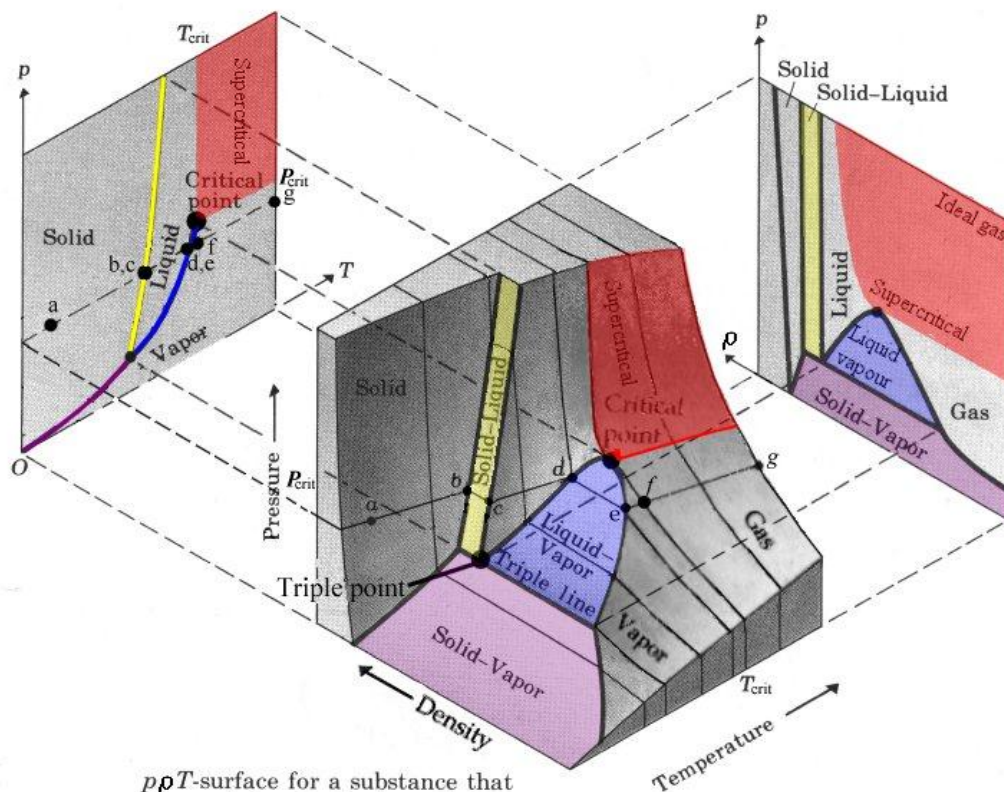 p
T_crit
Supercritical
Solid
Critical
point
P_crit
g
b,c
Liquid
f
d,e
T
a
Vapor
O
p
Solid
Solid–Liquid
Ideal gas
Liquid
Supercritical
Liquid
vapour
Solid–Vapor
Gas
ρ
Solid
Solid–Liquid
Supercritical
Critical
point
Pressure
P_crit
a
b
c
d
e
f
g
Liquid–
Vapor
Triple line
Gas
Vapor
Triple point
Solid–Vapor
Density
T_crit
Temperature
pρT-surface for a substance that